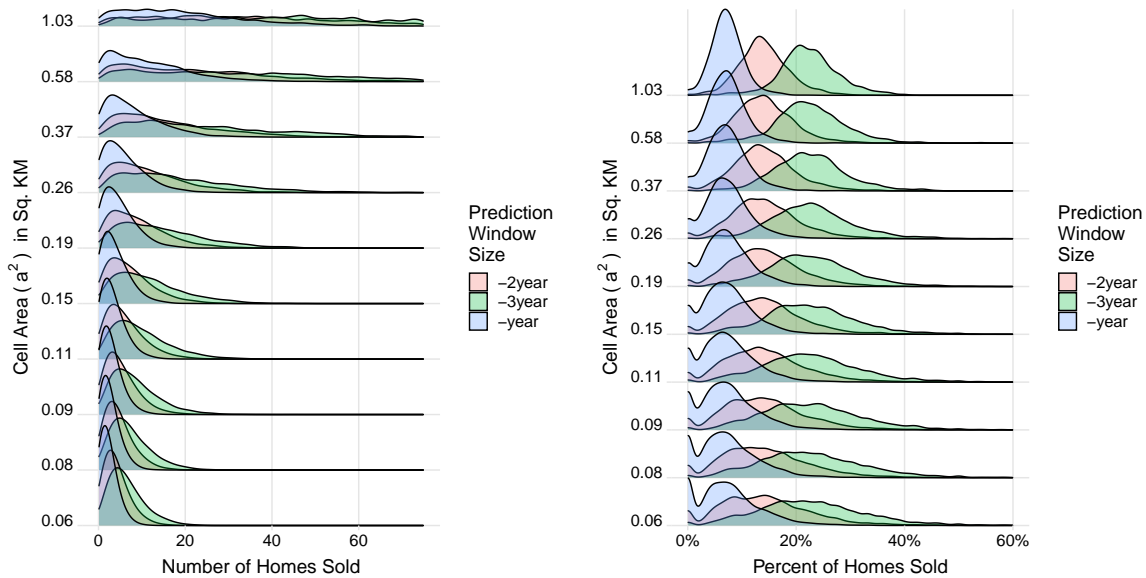 Cell Area ( a² ) in Sq. KM
1.03
0.58
0.37
0.26
0.19
0.15
0.11
0.09
0.08
0.06
0
20
40
60
Number of Homes Sold
Prediction
Window
Size
−2year
−3year
−year
Cell Area ( a² ) in Sq. KM
1.03
0.58
0.37
0.26
0.19
0.15
0.11
0.09
0.08
0.06
0%
20%
40%
60%
Percent of Homes Sold
Prediction
Window
Size
−2year
−3year
−year